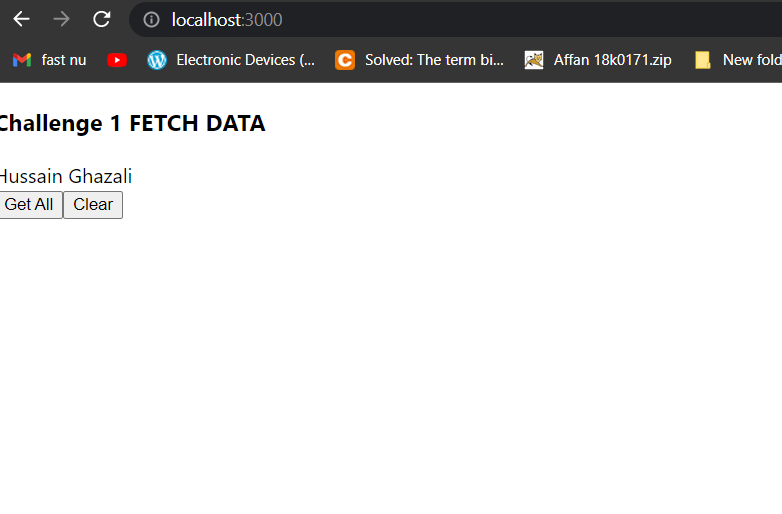 localhost:3000
fast nu Electronic Devices (... Solved: The term bi... Affan 18k0171.zip New fold
Challenge 1 FETCH DATA
Hussain Ghazali
Get All Clear